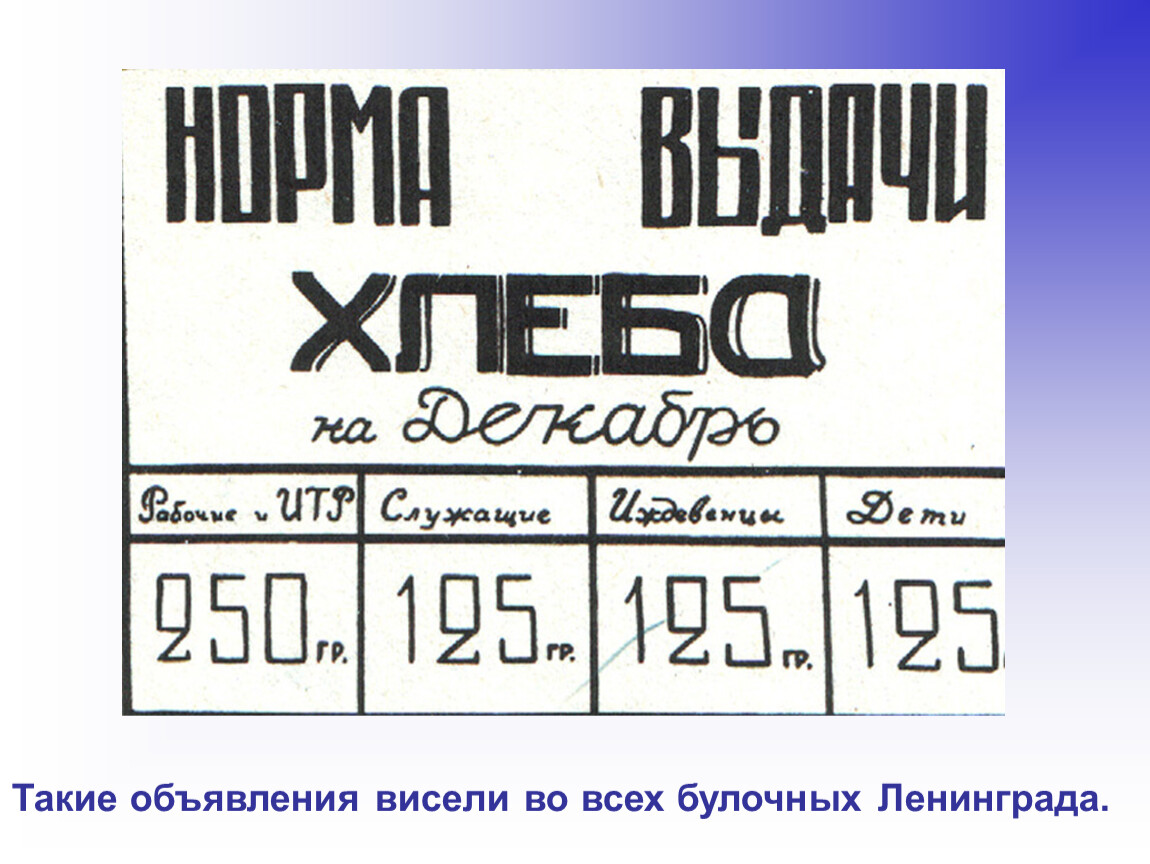 НОРМА ВЫДАЧИ
ХЛЕБА
на Декабрь
Рабочие и ИТР Служащие Иждевенцы Дети
250 гр. 125 гр. 125 гр. 125
Такие объявления висели во всех булочных Ленинграда.